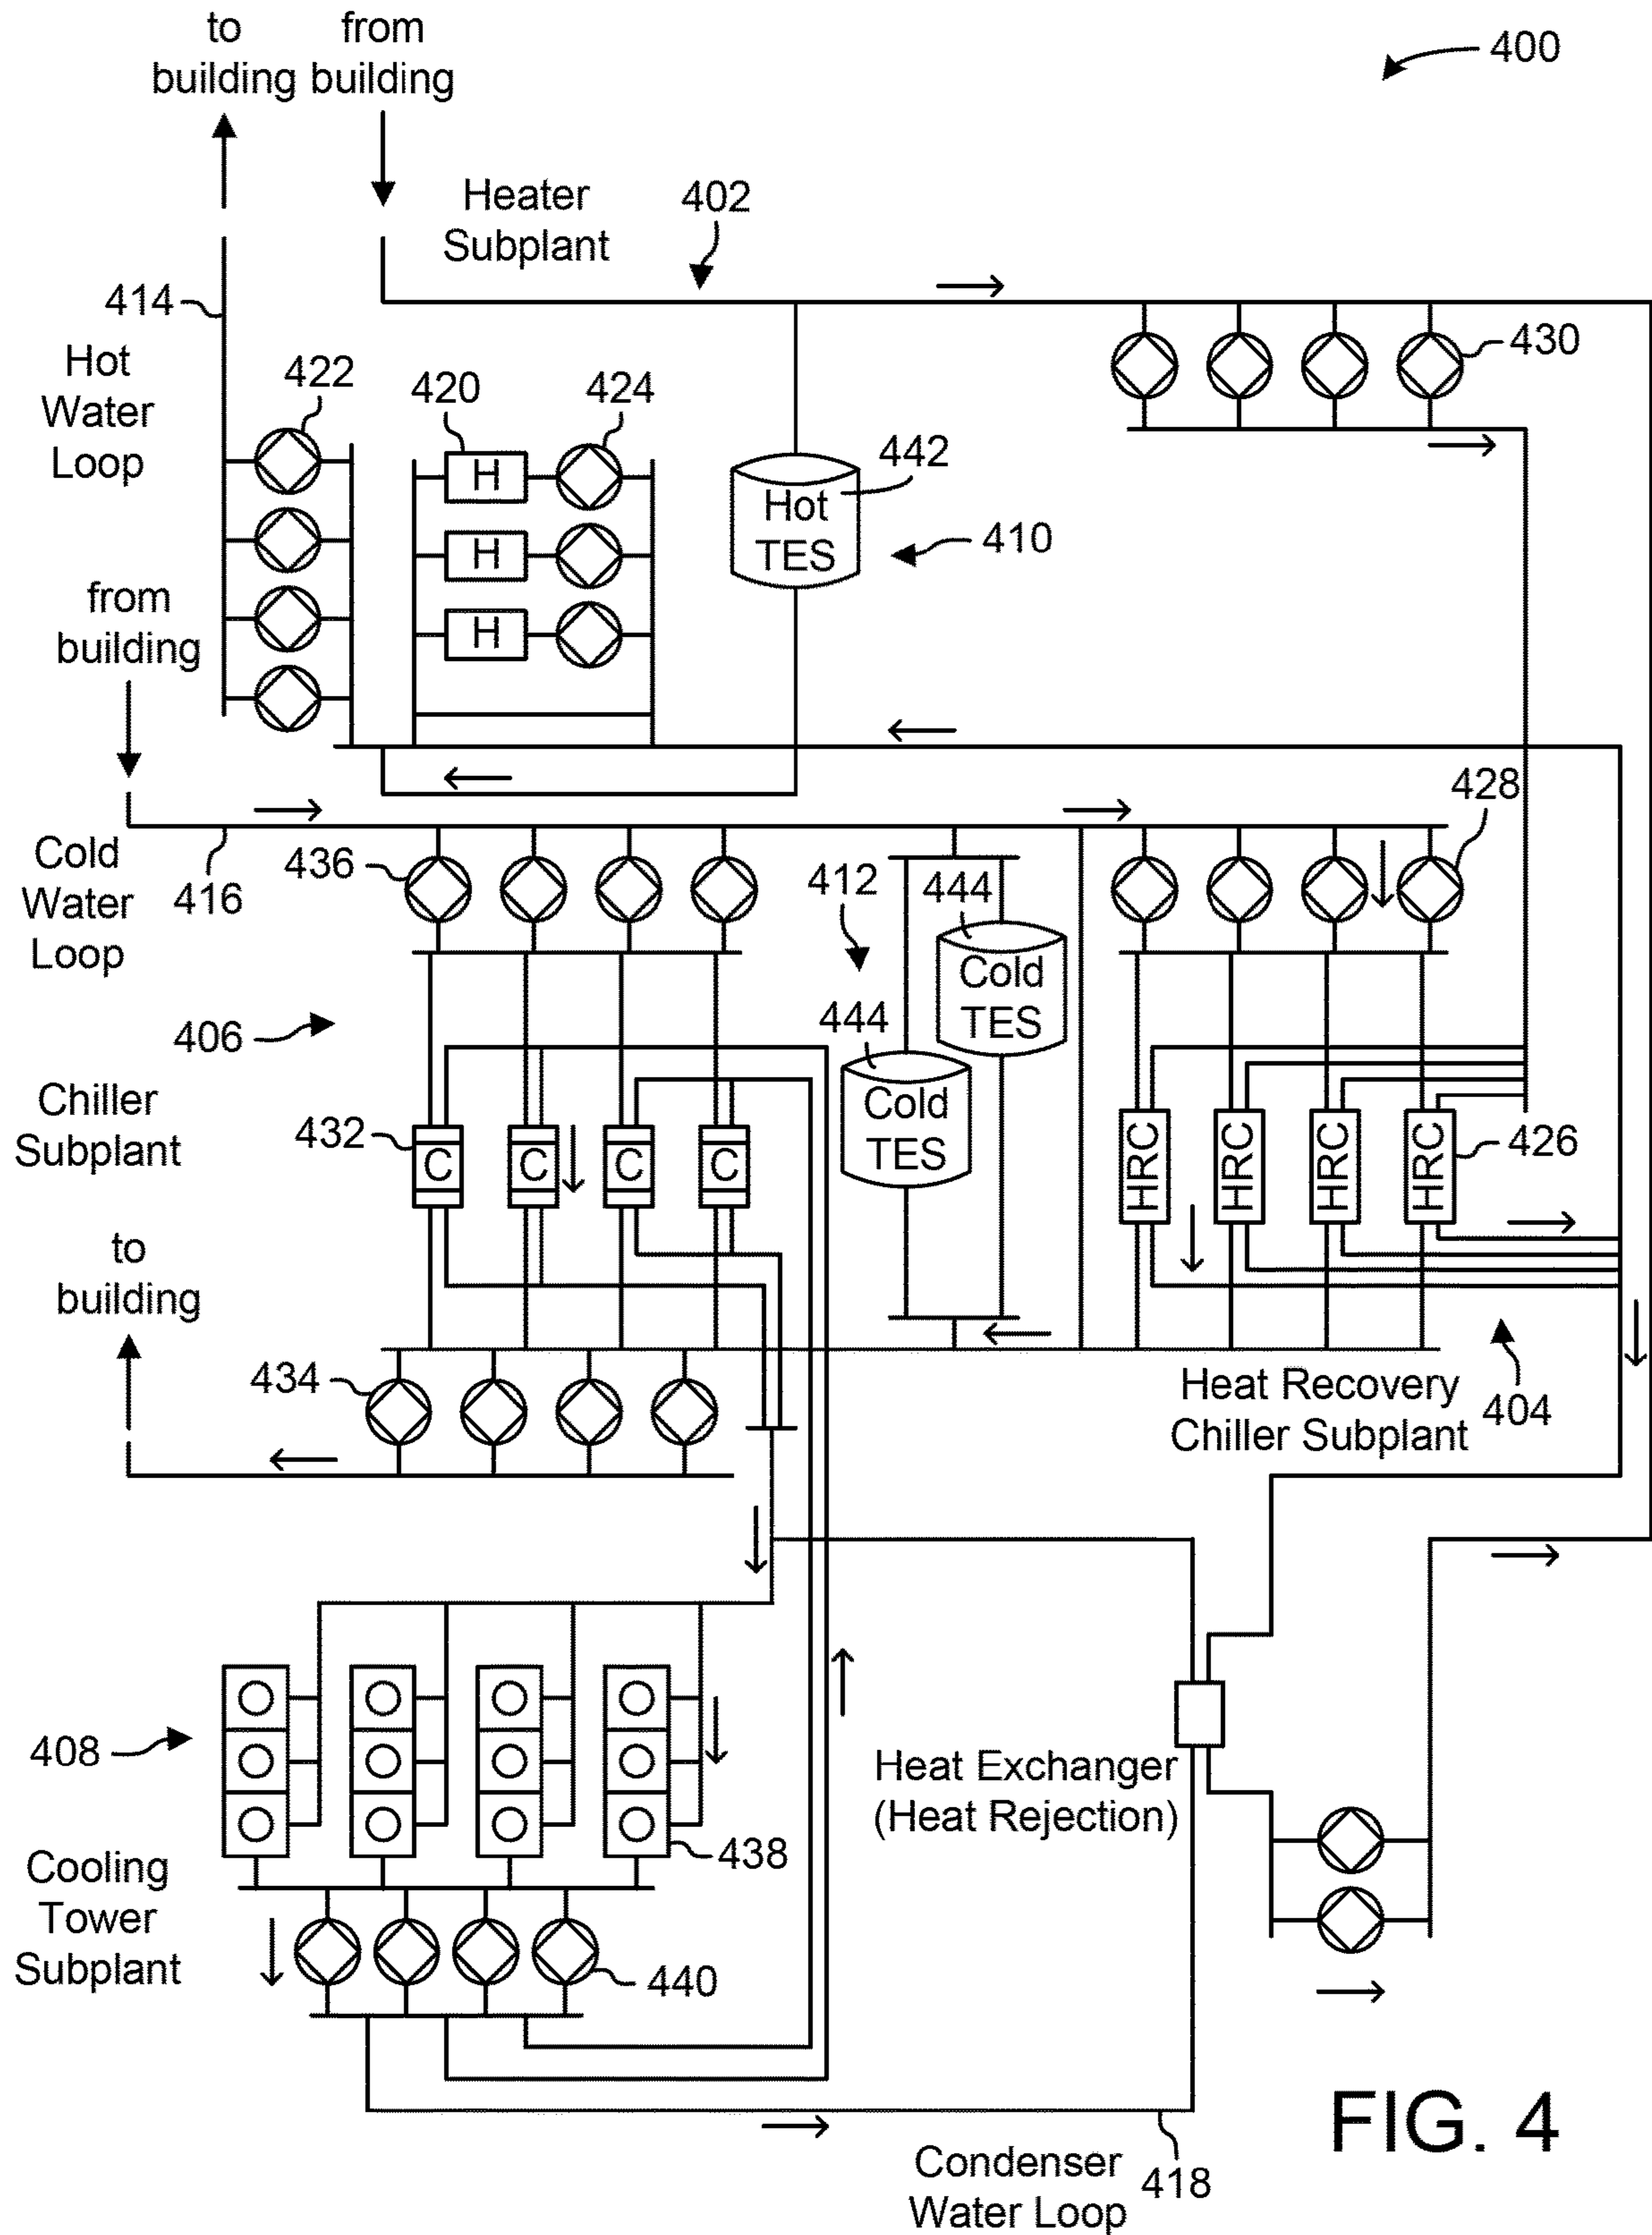 to
building
from
building
400
Heater
Subplant
402
414
Hot
Water
Loop
422
420
424
430
H
H
H
Hot
TES
442
410
from
building
428
Cold
Water
Loop
416
436
412
444
Cold
TES
444
Cold
TES
406
Chiller
Subplant
432
C
C
C
C
HRC
HRC
HRC
HRC
426
to
building
434
Heat Recovery
Chiller Subplant
404
408
Heat Exchanger
(Heat Rejection)
438
Cooling
Tower
Subplant
440
Condenser
Water Loop
418
FIG. 4